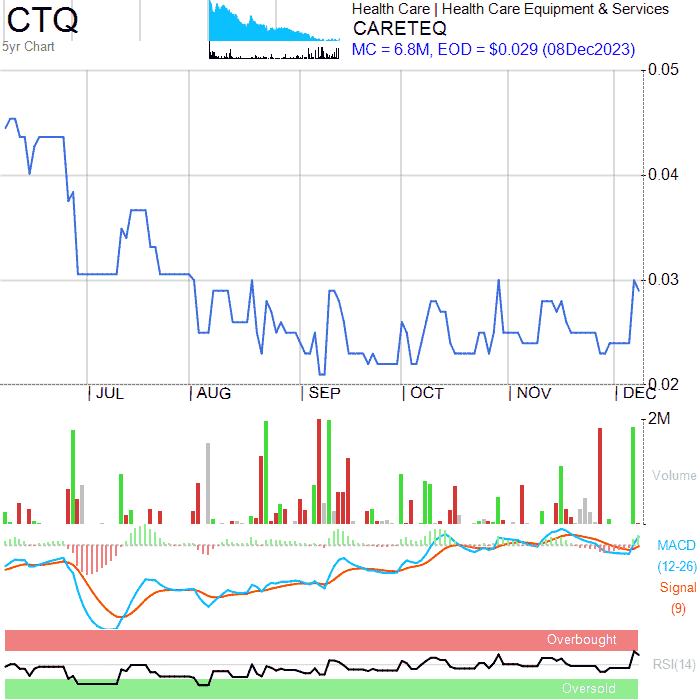 CTQ
5yr Chart
Health Care | Health Care Equipment & Services
CARETEQ
MC = 6.8M, EOD = $0.029 (08Dec2023)
0.05
0.04
0.03
0.02
JUL AUG SEP OCT NOV DEC
2M
Volume
MACD
(12-26)
Signal
(9)
Overbought
RSI(14)
Oversold